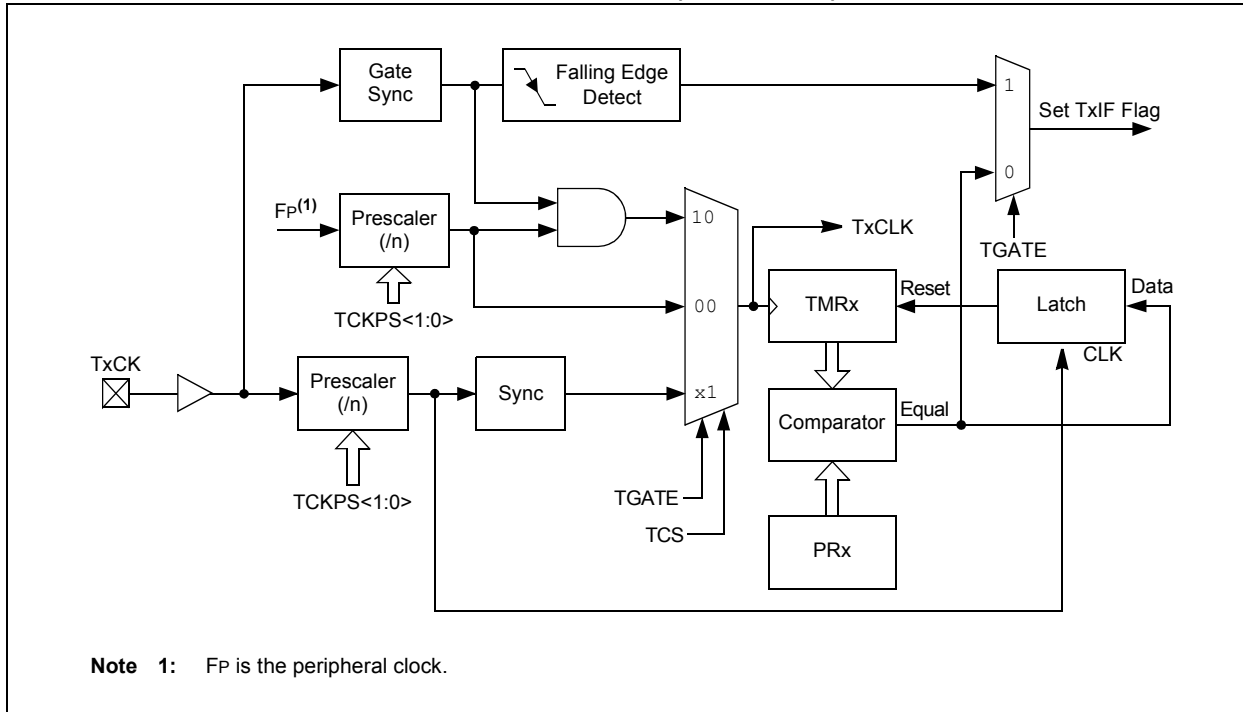 Gate
Sync
Falling Edge
Detect
1
Set TxIF Flag
0
TGATE
FP(1)
Prescaler
(/n)
TCKPS<1:0>
10
00
x1
TxCLK
TMRx
Reset
Latch
Data
CLK
TxCK
Prescaler
(/n)
TCKPS<1:0>
Sync
Comparator
Equal
TGATE
TCS
PRx
Note 1: FP is the peripheral clock.